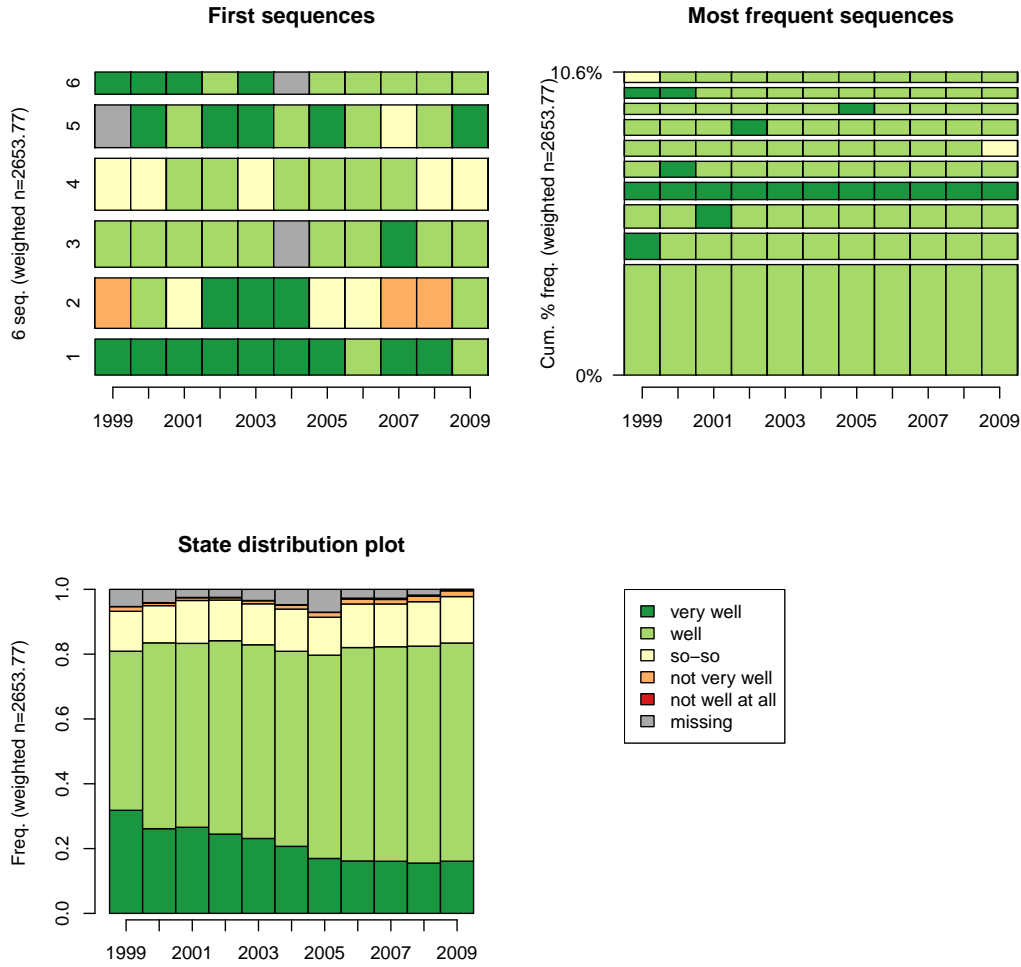 First sequences
6 seq. (weighted n=2653.77)
6
5
4
3
2
1
1999 2001 2003 2005 2007 2009
Most frequent sequences
Cum. % freq. (weighted n=2653.77)
10.6%
0%
1999 2001 2003 2005 2007 2009
State distribution plot
Freq. (weighted n=2653.77)
1.0
0.8
0.6
0.4
0.2
0.0
1999 2001 2003 2005 2007 2009
very well
well
so−so
not very well
not well at all
missing